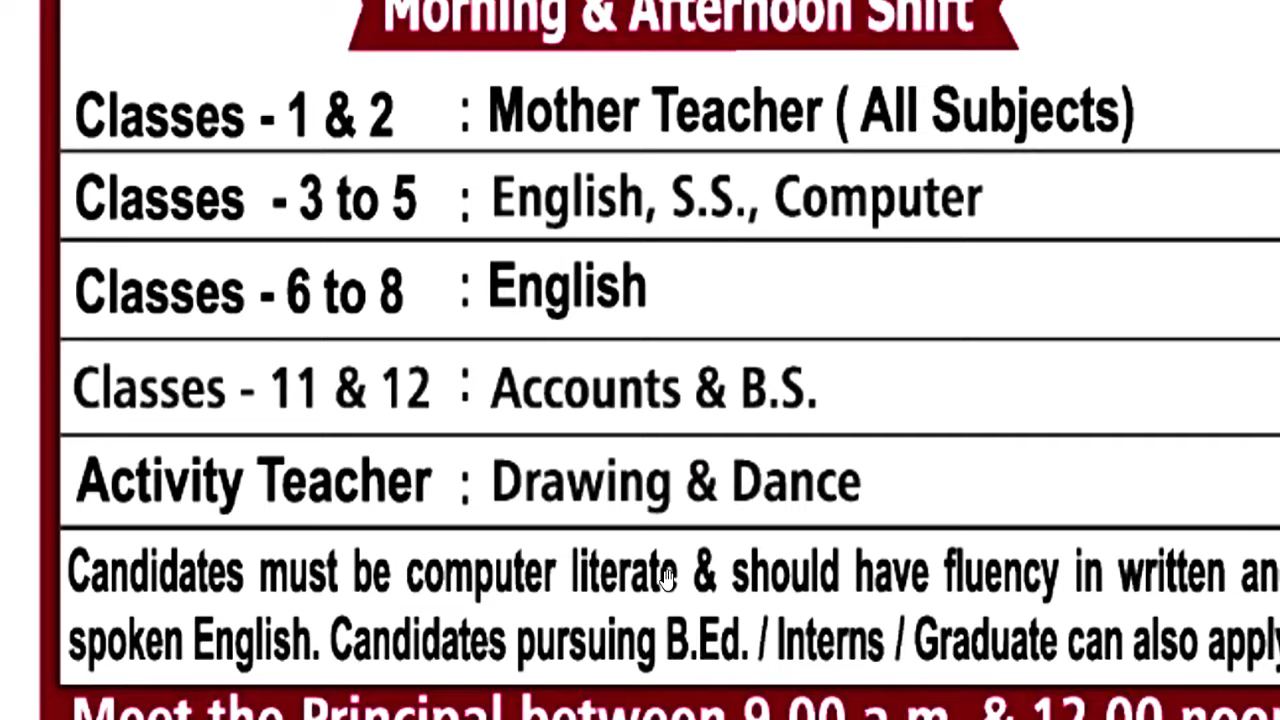 Morning & Afternoon Shift
Classes - 1 & 2 : Mother Teacher ( All Subjects)
Classes - 3 to 5 : English, S.S., Computer
Classes - 6 to 8 : English
Classes - 11 & 12 : Accounts & B.S.
Activity Teacher : Drawing & Dance
Candidates must be computer literate & should have fluency in written an
spoken English. Candidates pursuing B.Ed. / Interns / Graduate can also apply
Meet the Principal between 9.00 a.m. & 12.00 noon